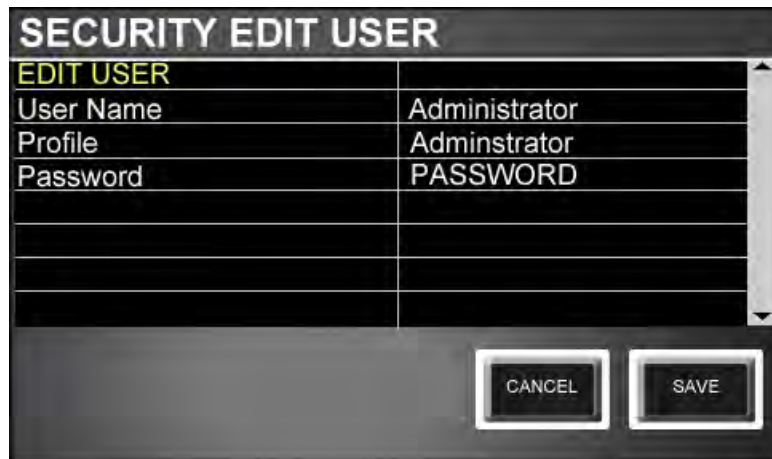 SECURITY EDIT USER
EDIT USER
User Name Administrator
Profile Adminstrator
Password PASSWORD
CANCEL SAVE